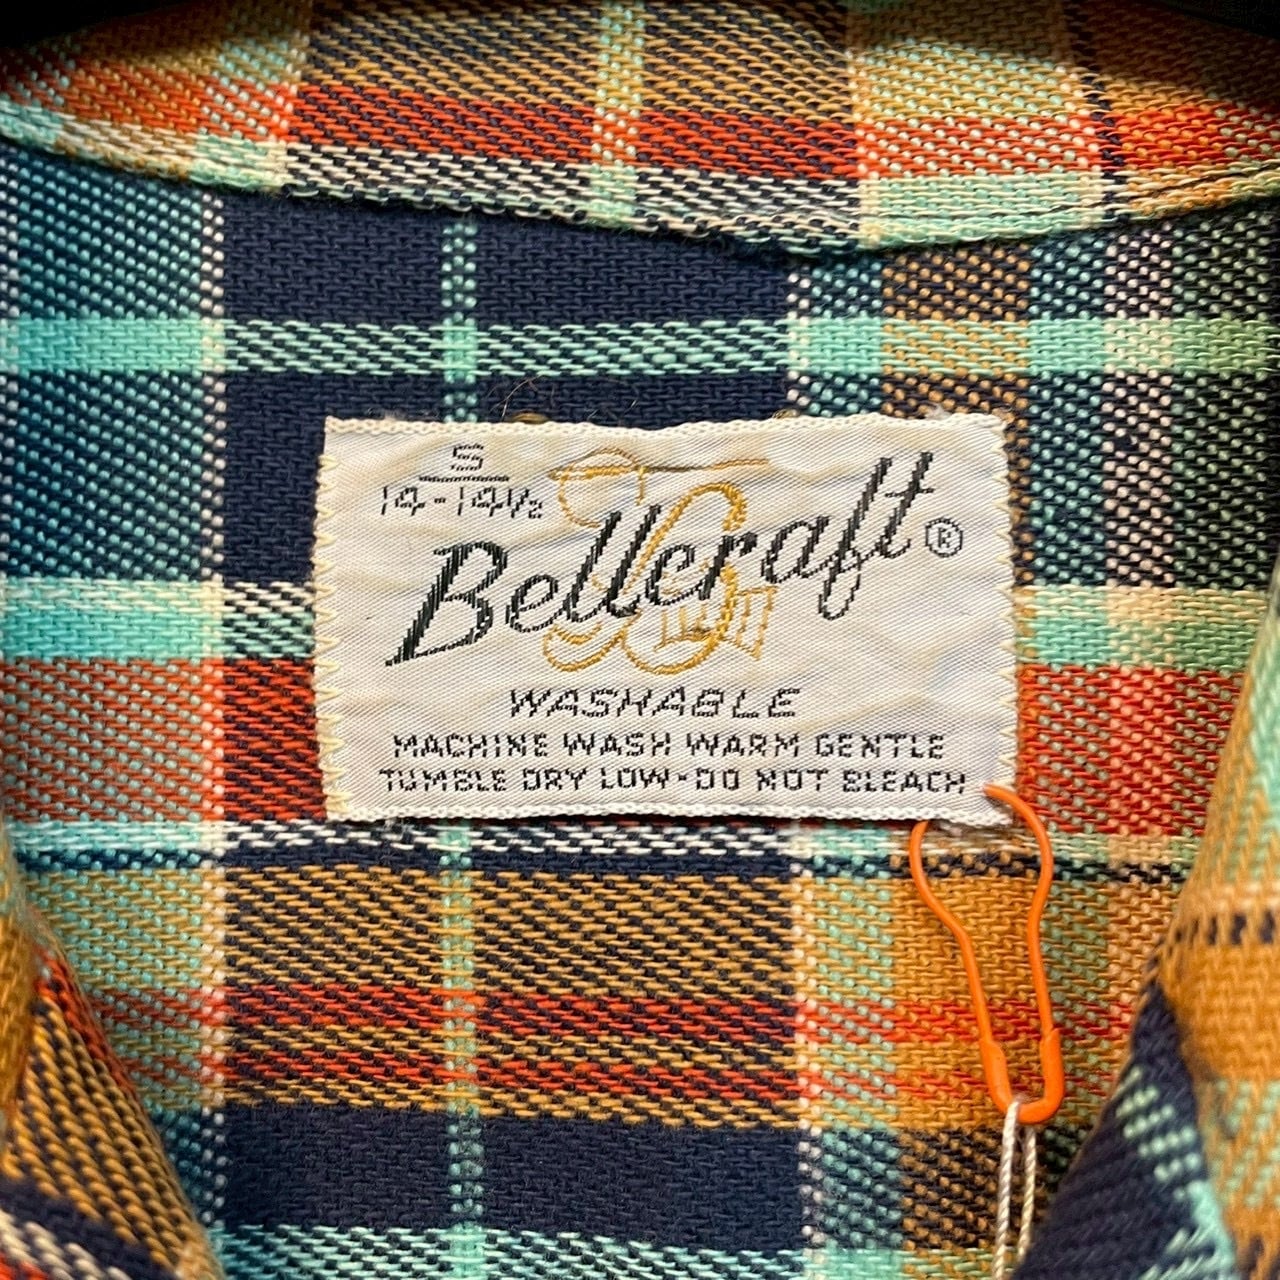 S
14-14½
Bellcraft®
WASHABLE
MACHINE WASH WARM GENTLE
TUMBLE DRY LOW-DO NOT BLEACH